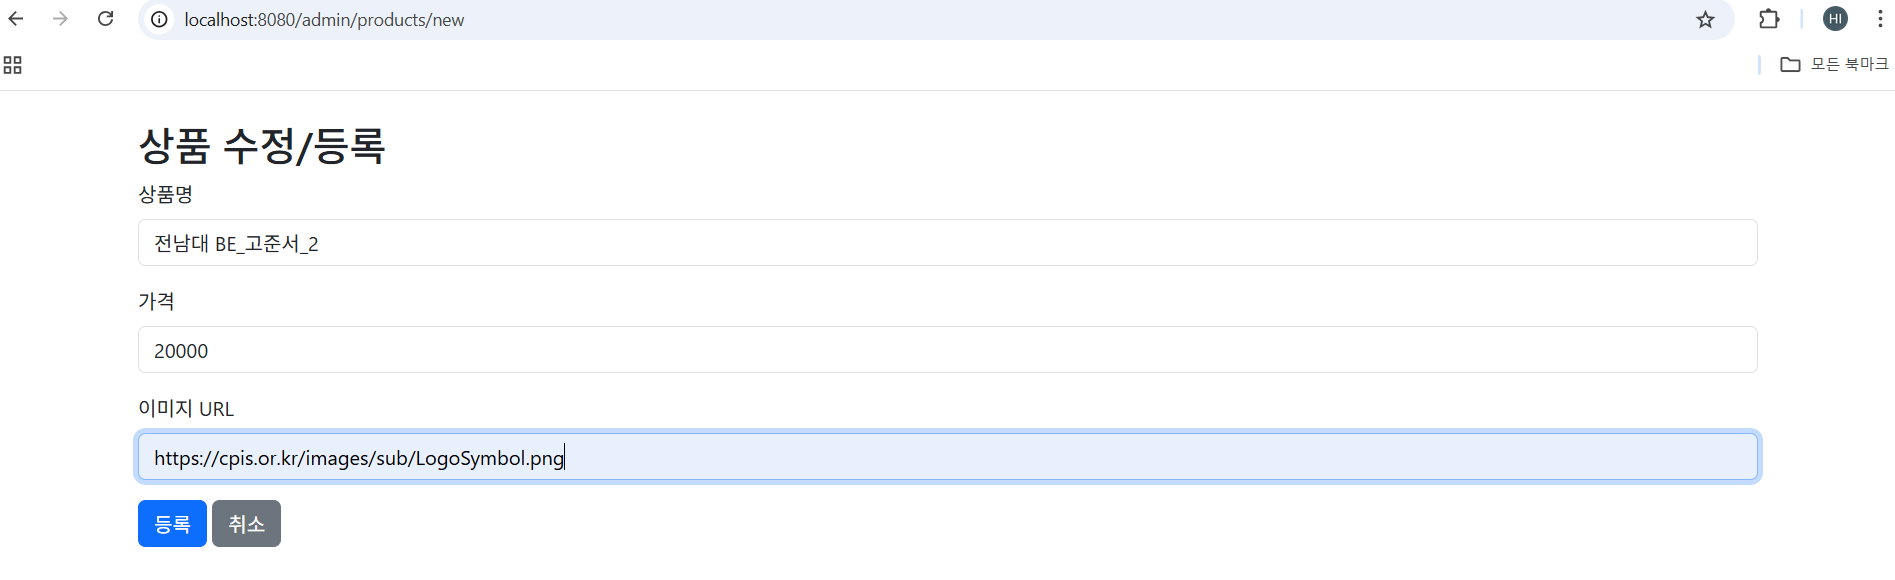 localhost:8080/admin/products/new
HI
모든 북마크
상품 수정/등록
상품명
전남대 BE_고준서_2
가격
20000
이미지 URL
https://cpis.or.kr/images/sub/LogoSymbol.png
등록 취소